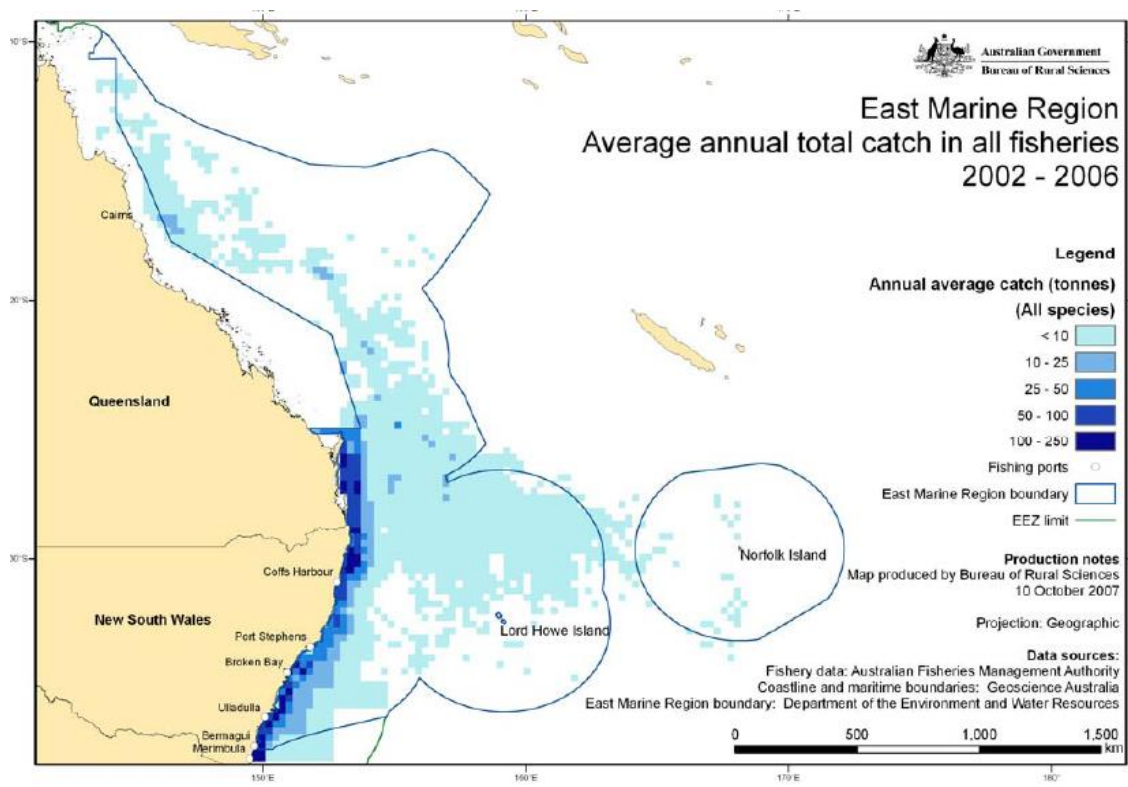 Australian Government
Bureau of Rural Sciences
East Marine Region
Average annual total catch in all fisheries
2002 - 2006
Legend
Annual average catch (tonnes)
(All species)
< 10
10 - 25
25 - 50
50 - 100
100 - 250
Fishing ports
East Marine Region boundary
EEZ limit
Production notes
Map produced by Bureau of Rural Sciences
10 October 2007
Projection: Geographic
Data sources:
Fishery data: Australian Fisheries Management Authority
Coastline and maritime boundaries: Geoscience Australia
East Marine Region boundary: Department of the Environment and Water Resources
0 500 1,000 1,500
km
Cairns
Queensland
Coffs Harbour
New South Wales
Port Stephens
Broken Bay
Ulladulla
Bermagui
Merimbula
Lord Howe Island
Norfolk Island
150°E 160°E 170°E 180°